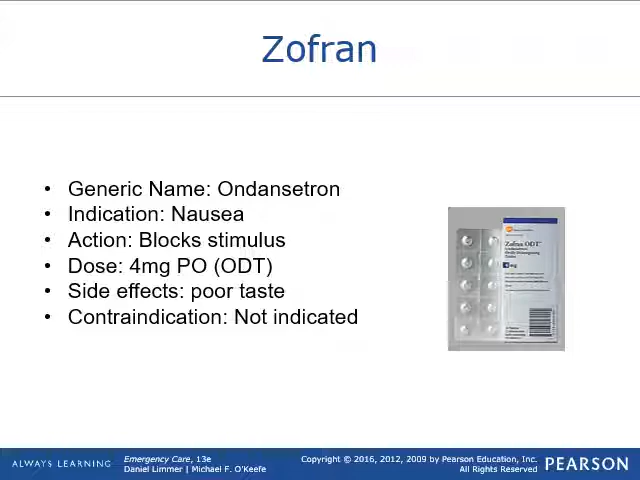 Zofran
• Generic Name: Ondansetron
• Indication: Nausea
• Action: Blocks stimulus
• Dose: 4mg PO (ODT)
• Side effects: poor taste
• Contraindication: Not indicated
Zofran ODT
mg
ALWAYS LEARNING
Emergency Care, 13e
Daniel Limmer | Michael F. O'Keefe
Copyright © 2016, 2012, 2009 by Pearson Education, Inc.
All Rights Reserved
PEARSON